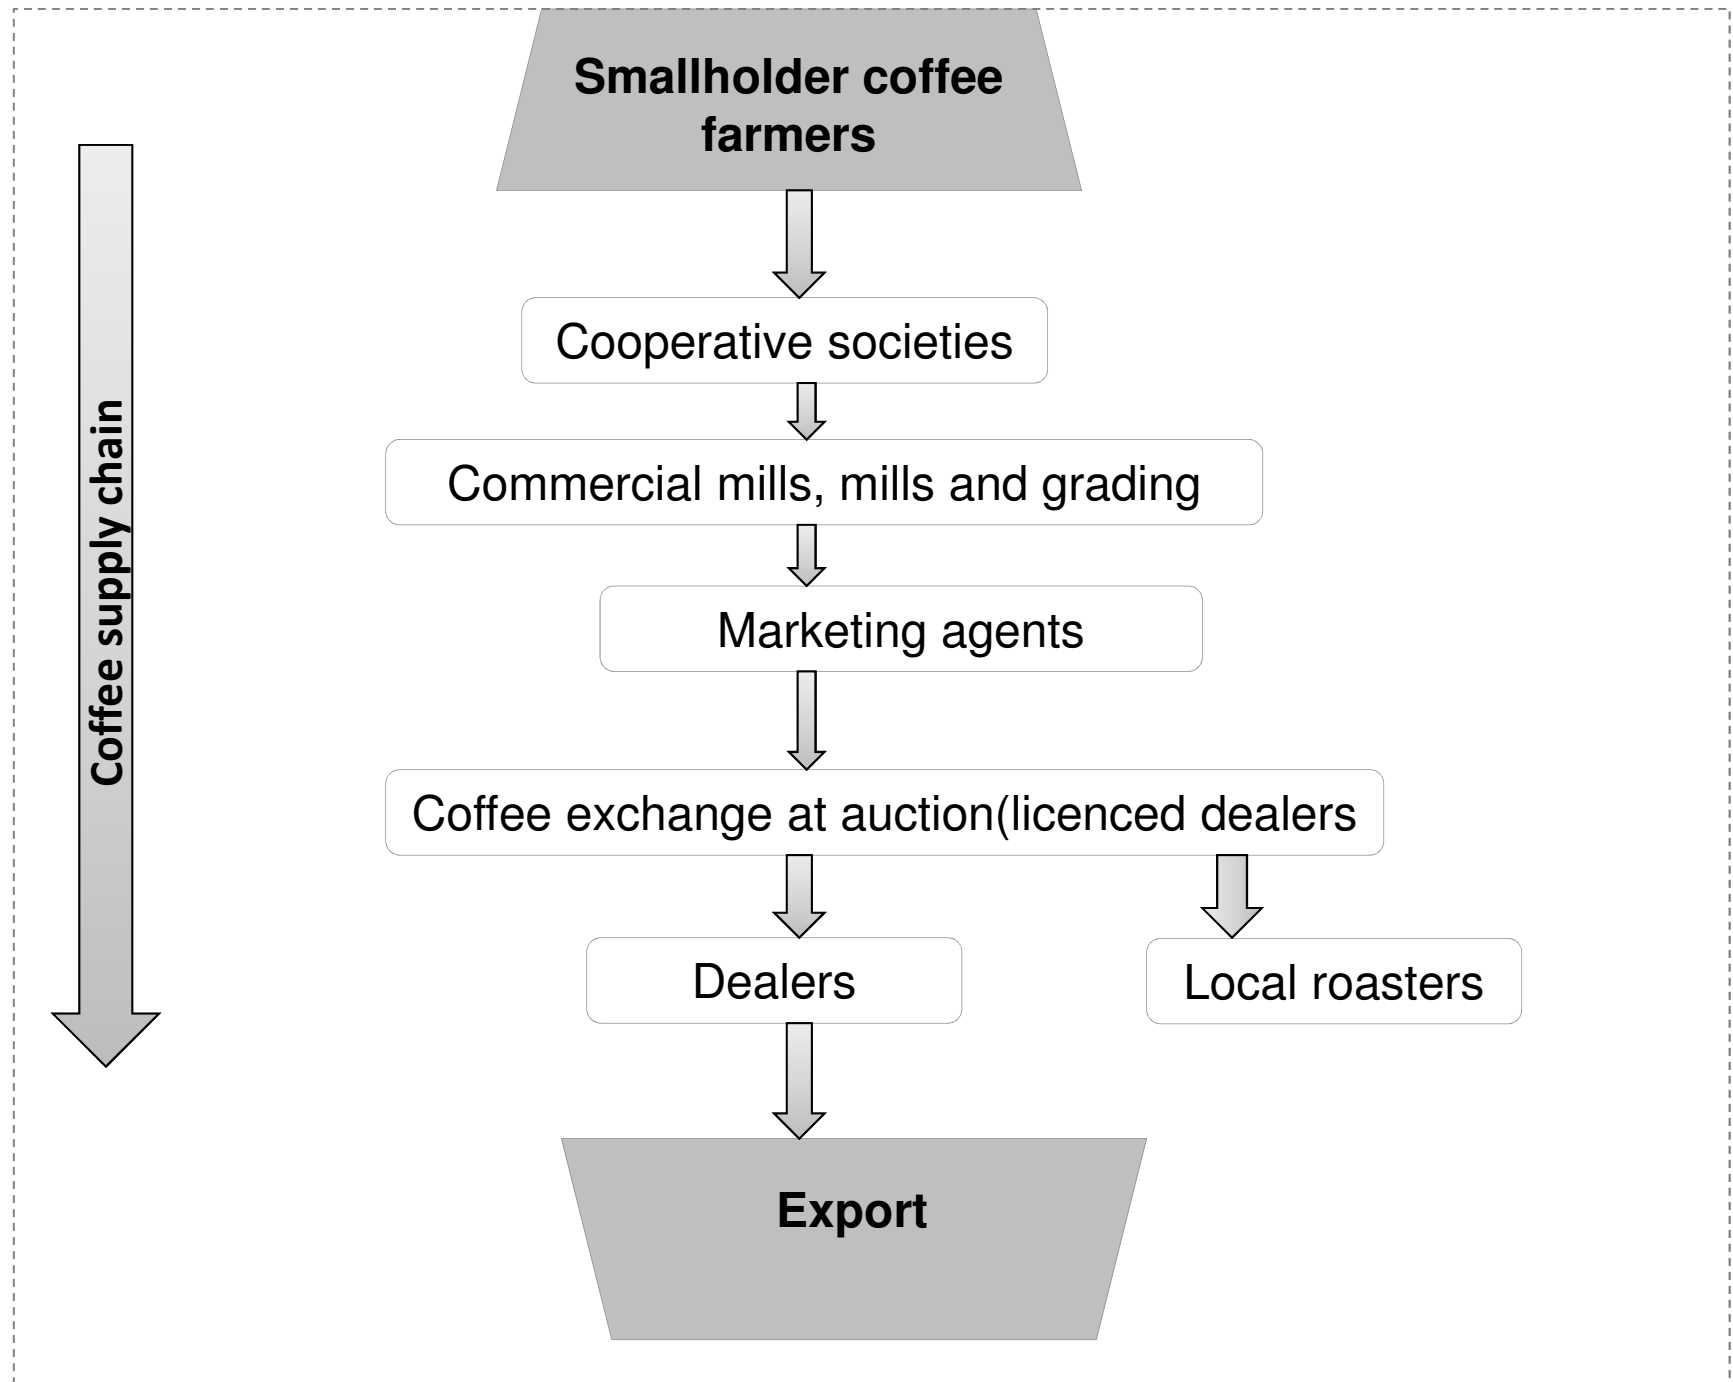 Smallholder coffee
farmers
Coffee supply chain
Cooperative societies
Commercial mills, mills and grading
Marketing agents
Coffee exchange at auction(licenced dealers
Dealers
Local roasters
Export